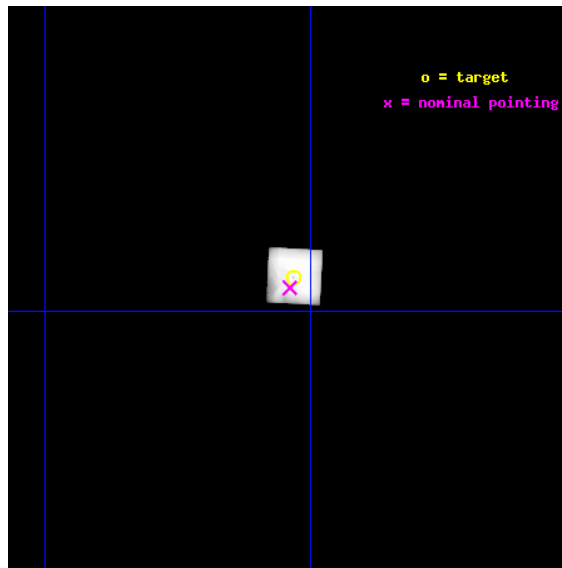 o = target
x = nominal pointing